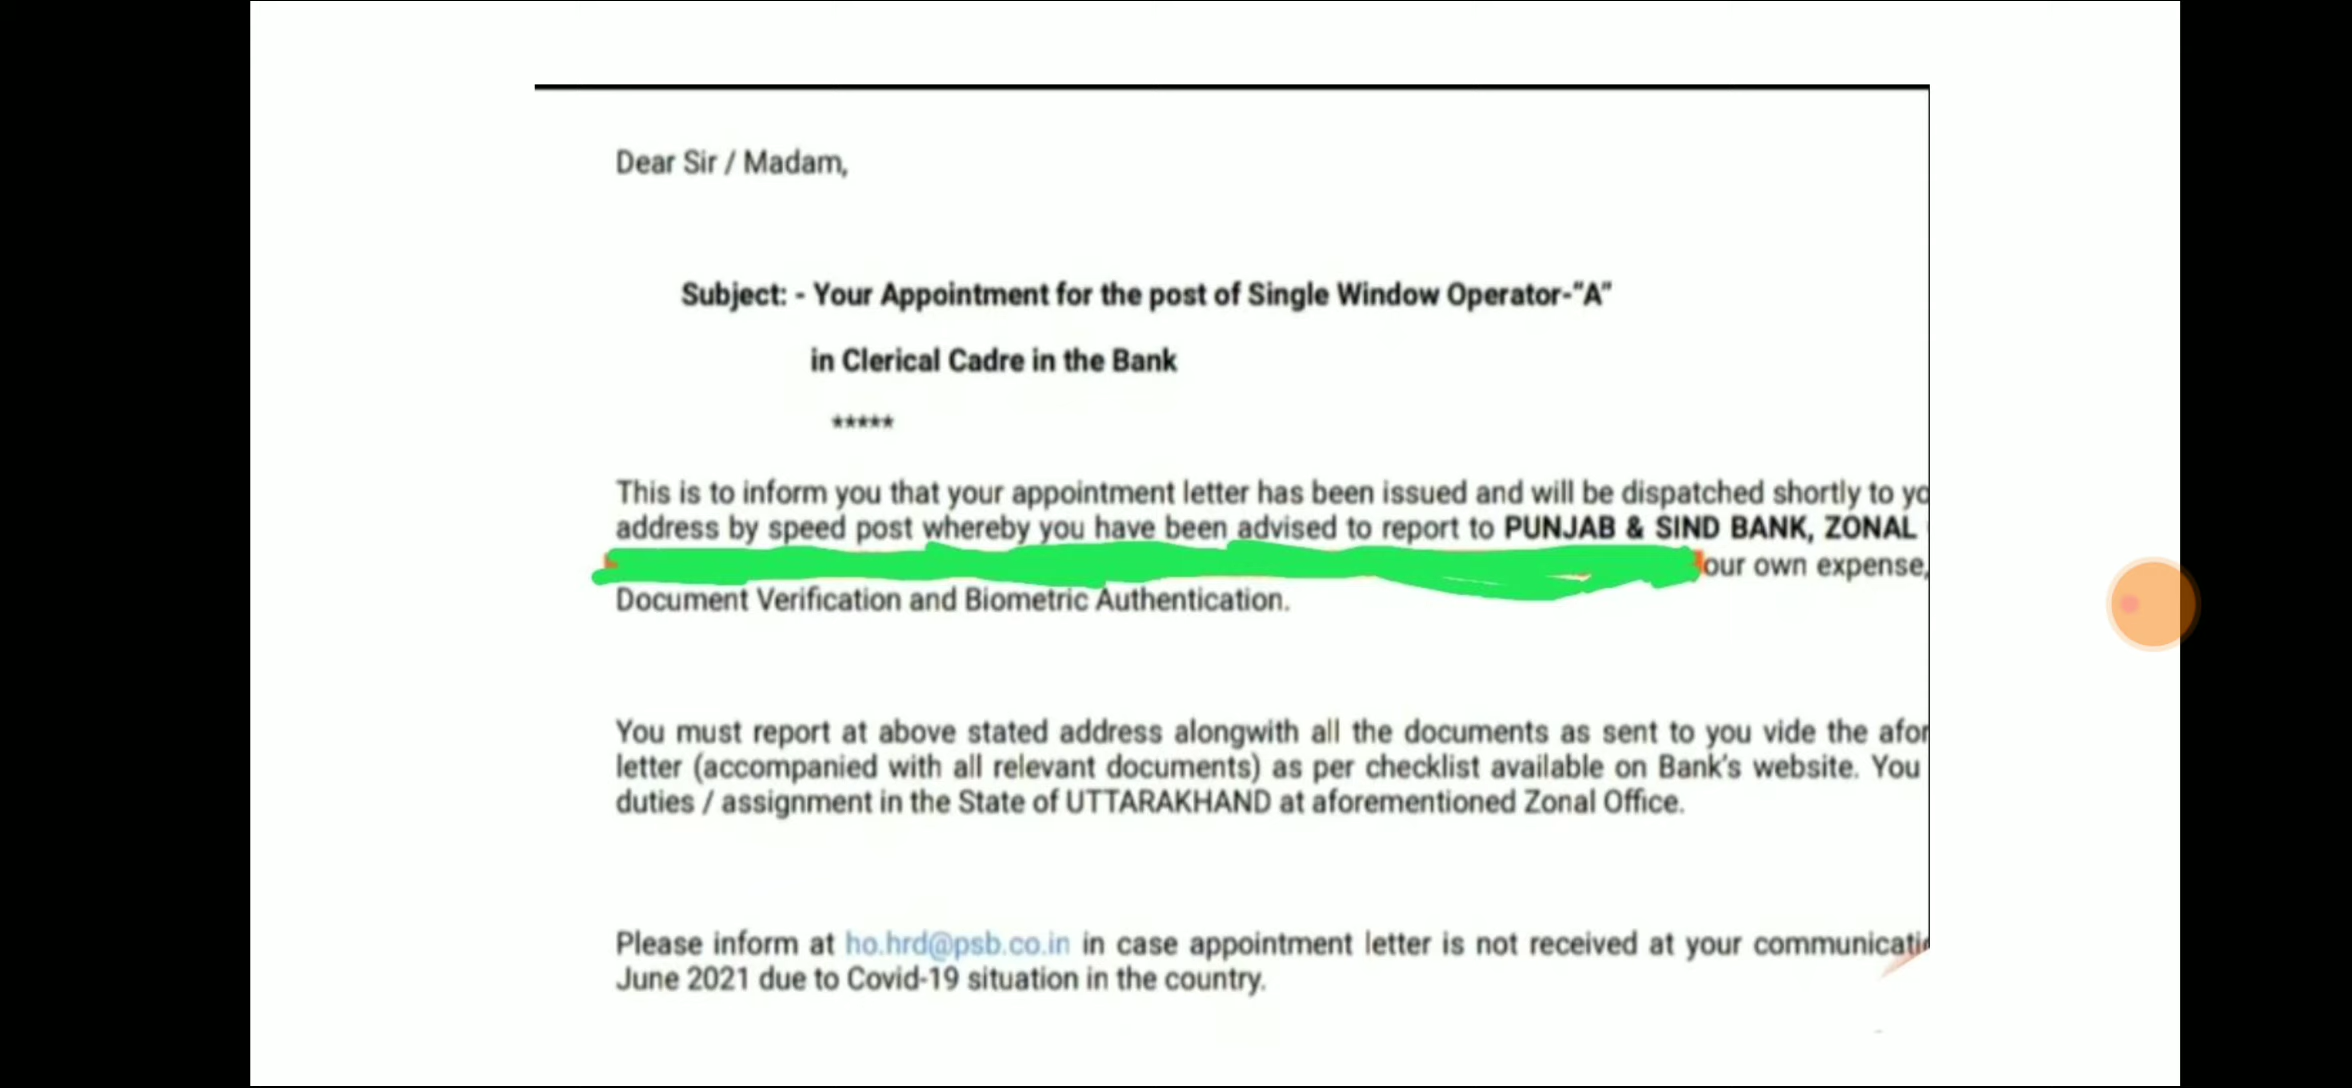 Dear Sir / Madam,
Subject: - Your Appointment for the post of Single Window Operator-"A"
in Clerical Cadre in the Bank
*****
This is to inform you that your appointment letter has been issued and will be dispatched shortly to yo
address by speed post whereby you have been advised to report to PUNJAB & SIND BANK, ZONAL
our own expense,
Document Verification and Biometric Authentication.
You must report at above stated address alongwith all the documents as sent to you vide the afor
letter (accompanied with all relevant documents) as per checklist available on Bank's website. You
duties / assignment in the State of UTTARAKHAND at aforementioned Zonal Office.
Please inform at ho.hrd@psb.co.in in case appointment letter is not received at your communicati
June 2021 due to Covid-19 situation in the country.